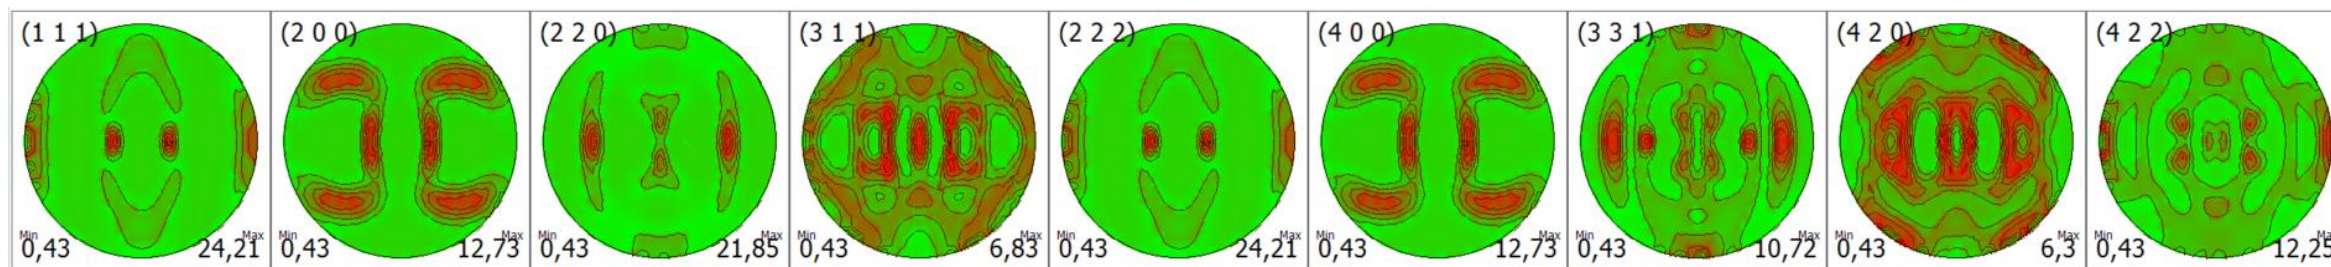 (1 1 1)
Min
0,43
Max
24,21
(2 0 0)
Min
0,43
Max
12,73
(2 2 0)
Min
0,43
Max
21,85
(3 1 1)
Min
0,43
Max
6,83
(2 2 2)
Min
0,43
Max
24,21
(4 0 0)
Min
0,43
Max
12,73
(3 3 1)
Min
0,43
Max
10,72
(4 2 0)
Min
0,43
Max
6,3
(4 2 2)
Min
0,43
Max
12,25